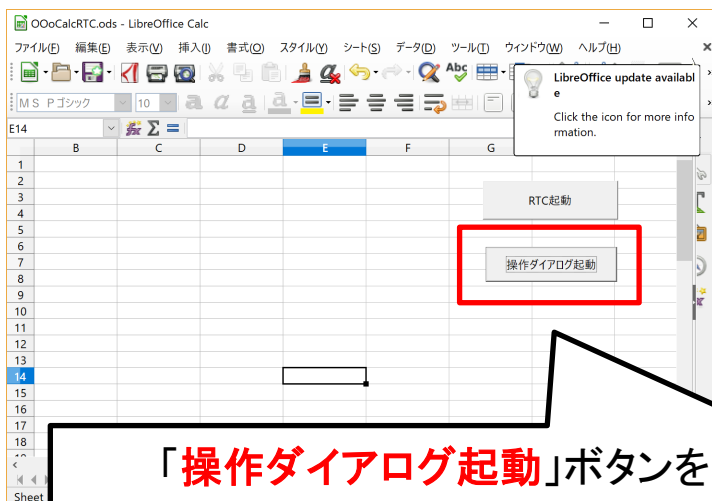 OOoCalcRTC.ods - LibreOffice Calc
ファイル(F) 編集(E) 表示(V) 挿入(I) 書式(O) スタイル(Y) シート(S) データ(D) ツール(T) ウィンドウ(W) ヘルプ(H)
LibreOffice update availabl
e
Click the icon for more info
rmation.
ＭＳ Ｐゴシック 10
E14
B C D E F G
1
2
3 RTC起動
4
5
6
7 操作ダイアログ起動
8
9
10
11
12
13
14
15
16
17
18
「操作ダイアログ起動」ボタンを
Sheet